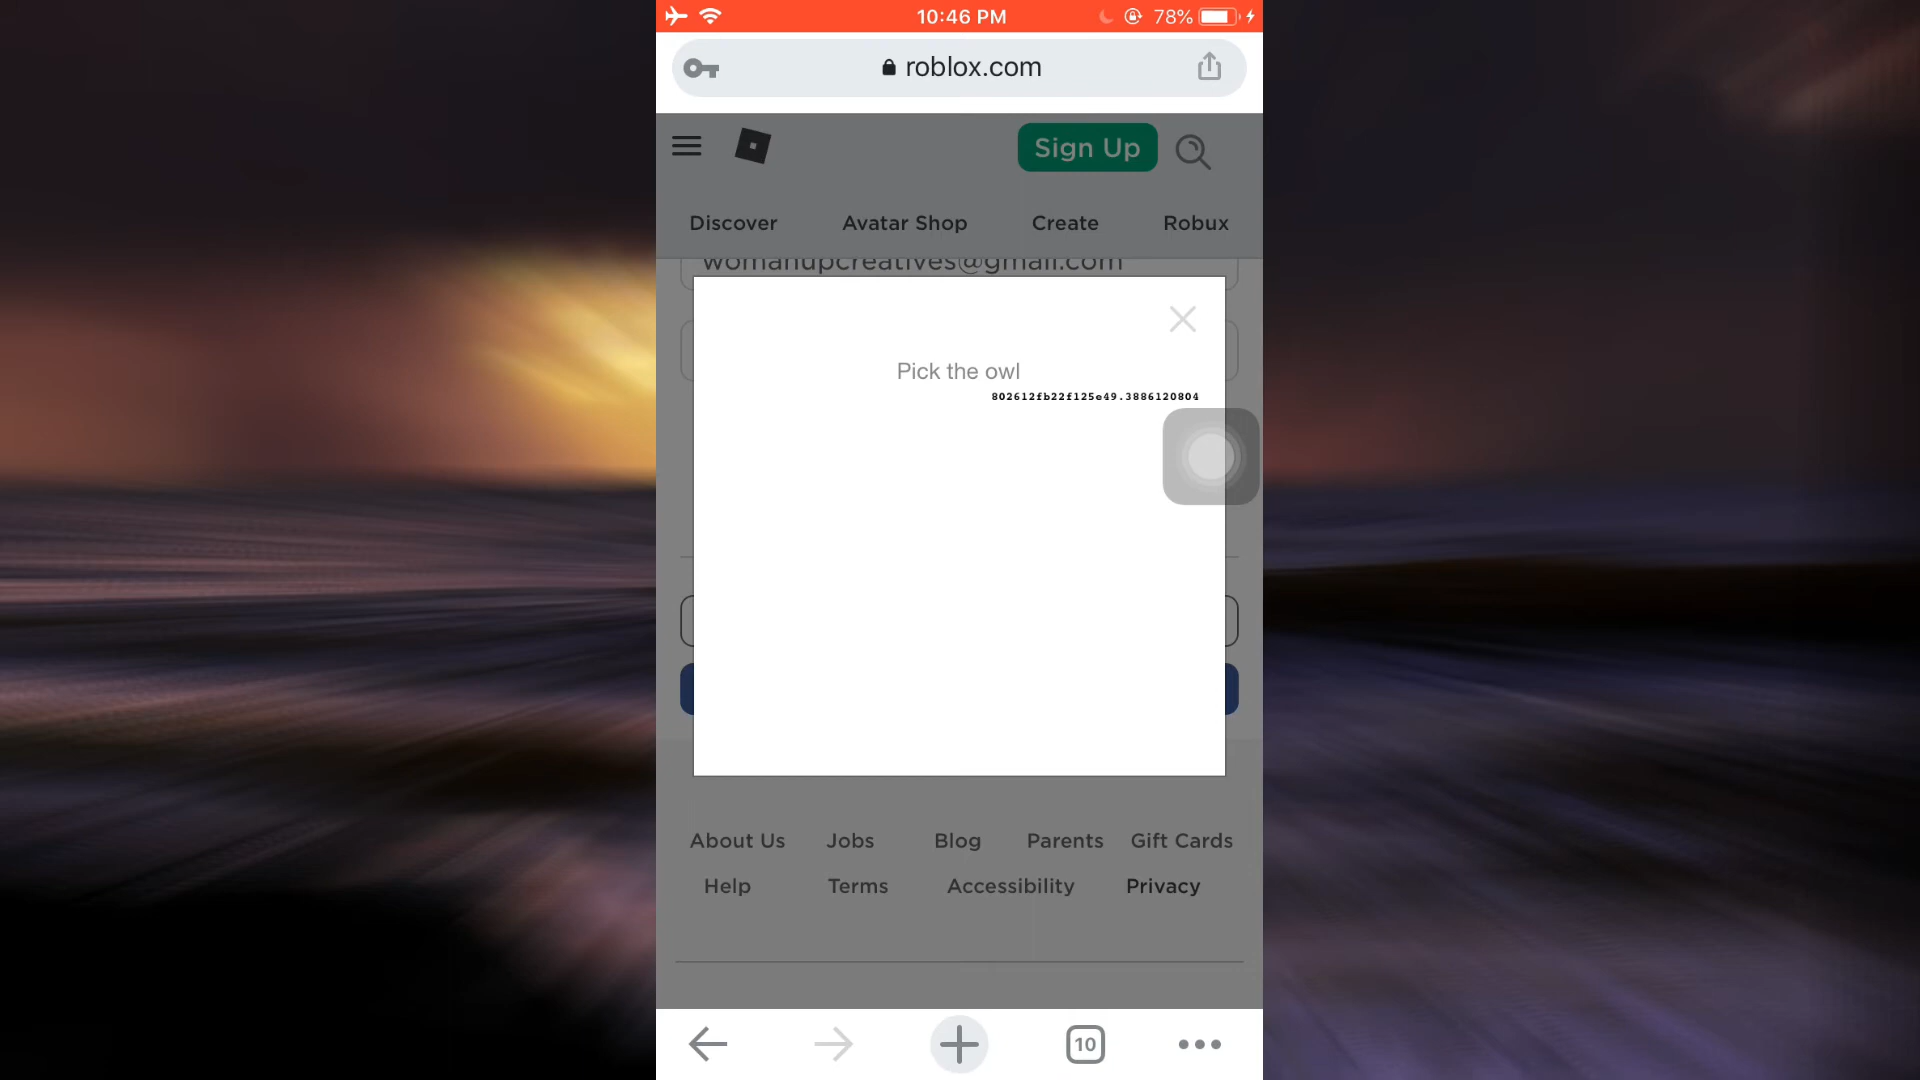 10:46 PM 78%
roblox.com
Sign Up
Discover Avatar Shop Create Robux
womanupcreatives@gmail.com
Pick the owl
802612fb22f125e49.3886120804
About Us Jobs Blog Parents Gift Cards
Help Terms Accessibility Privacy
10